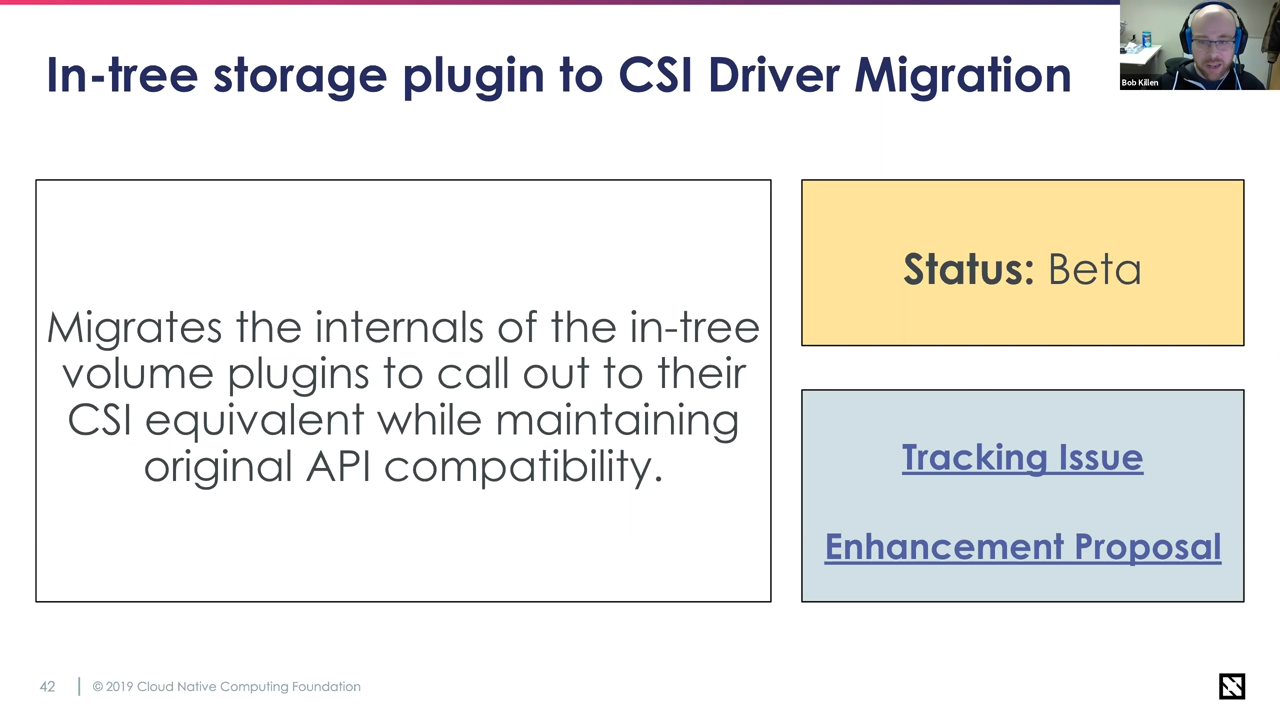 In-tree storage plugin to CSI Driver Migration
Bob Killen
Migrates the internals of the in-tree
volume plugins to call out to their
CSI equivalent while maintaining
original API compatibility.
Status: Beta
Tracking Issue
Enhancement Proposal
42
© 2019 Cloud Native Computing Foundation